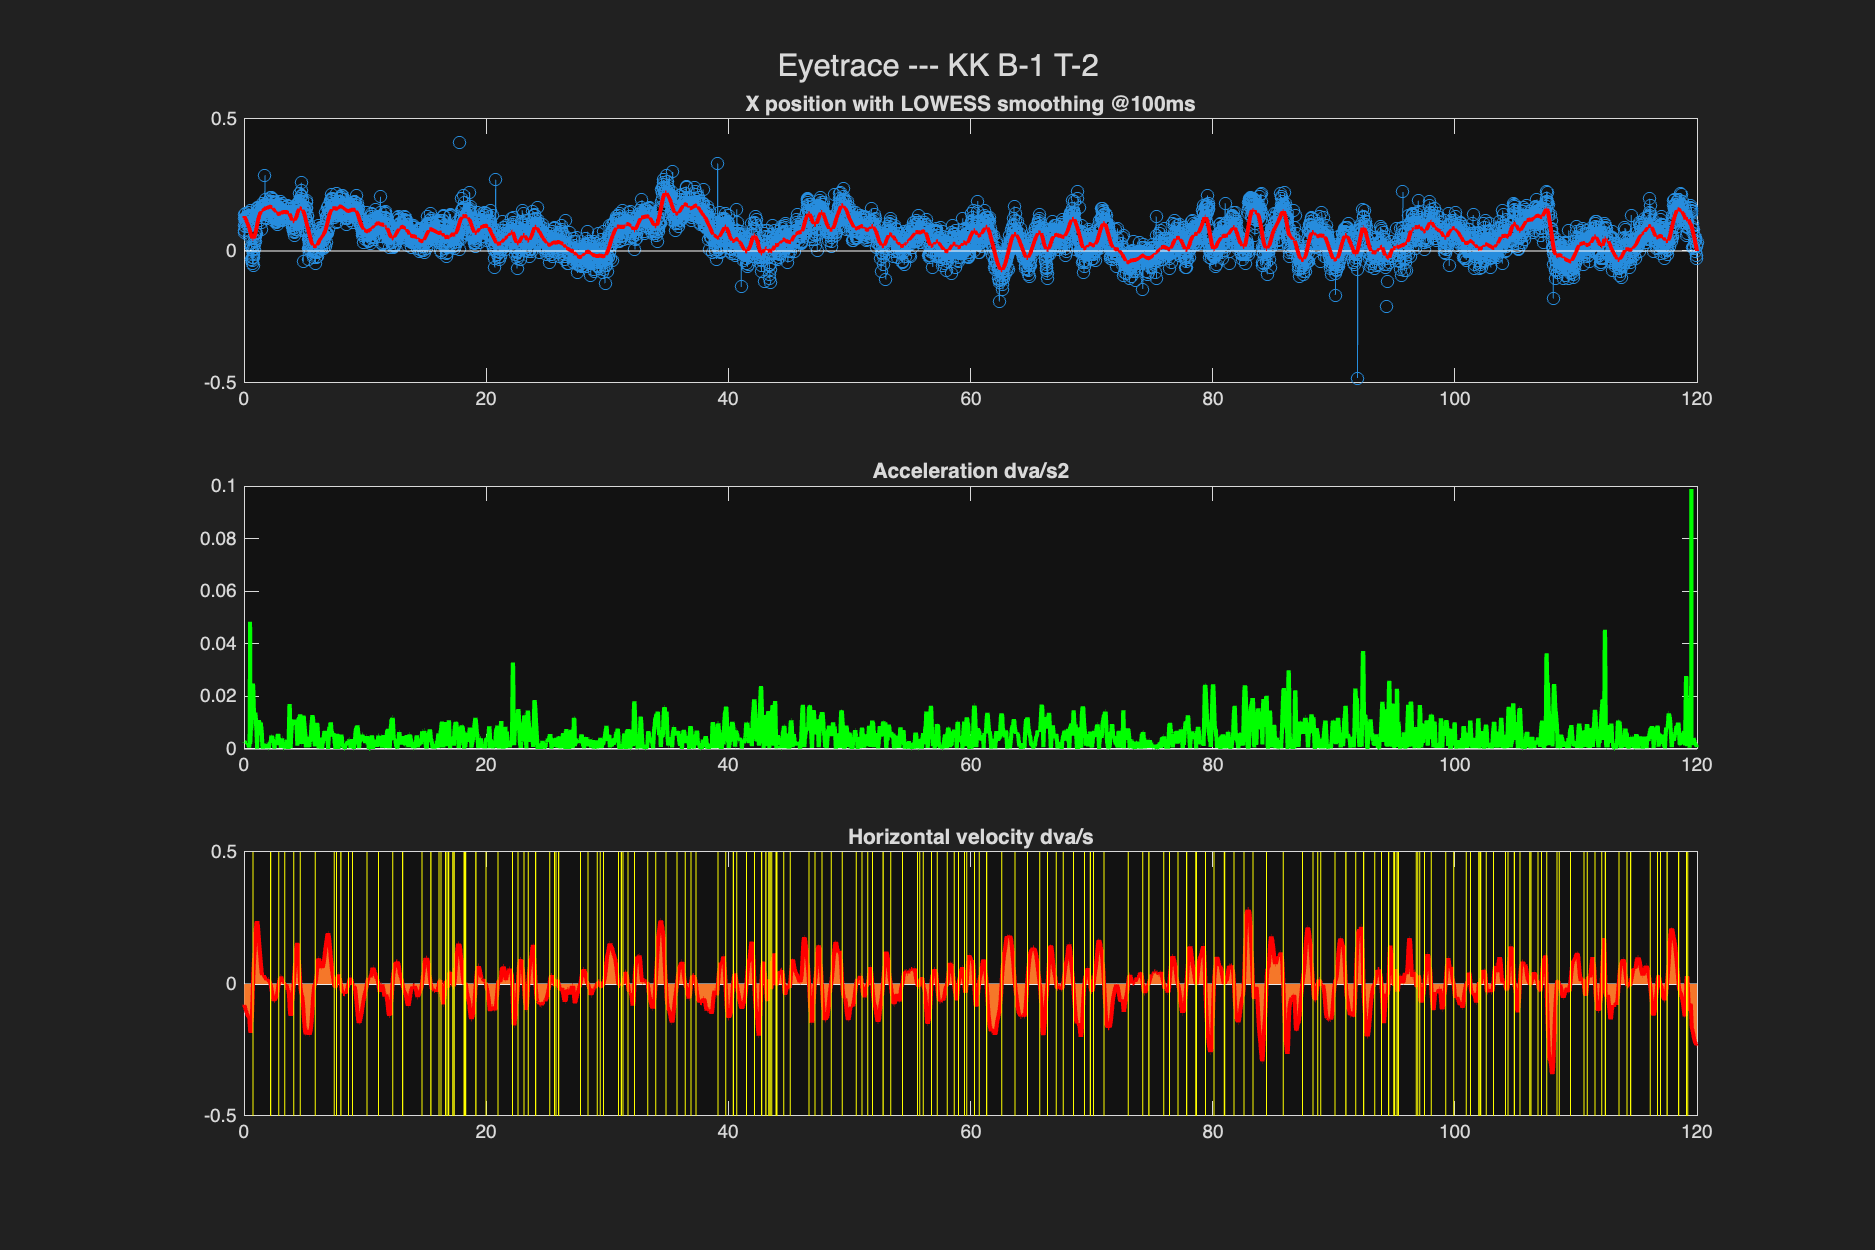 Eyetrace --- KK B-1 T-2
X position with LOWESS smoothing @100ms
0.5
0
-0.5
0 20 40 60 80 100 120
Acceleration dva/s2
0.1
0.08
0.06
0.04
0.02
0
0 20 40 60 80 100 120
Horizontal velocity dva/s
0.5
0
-0.5
0 20 40 60 80 100 120